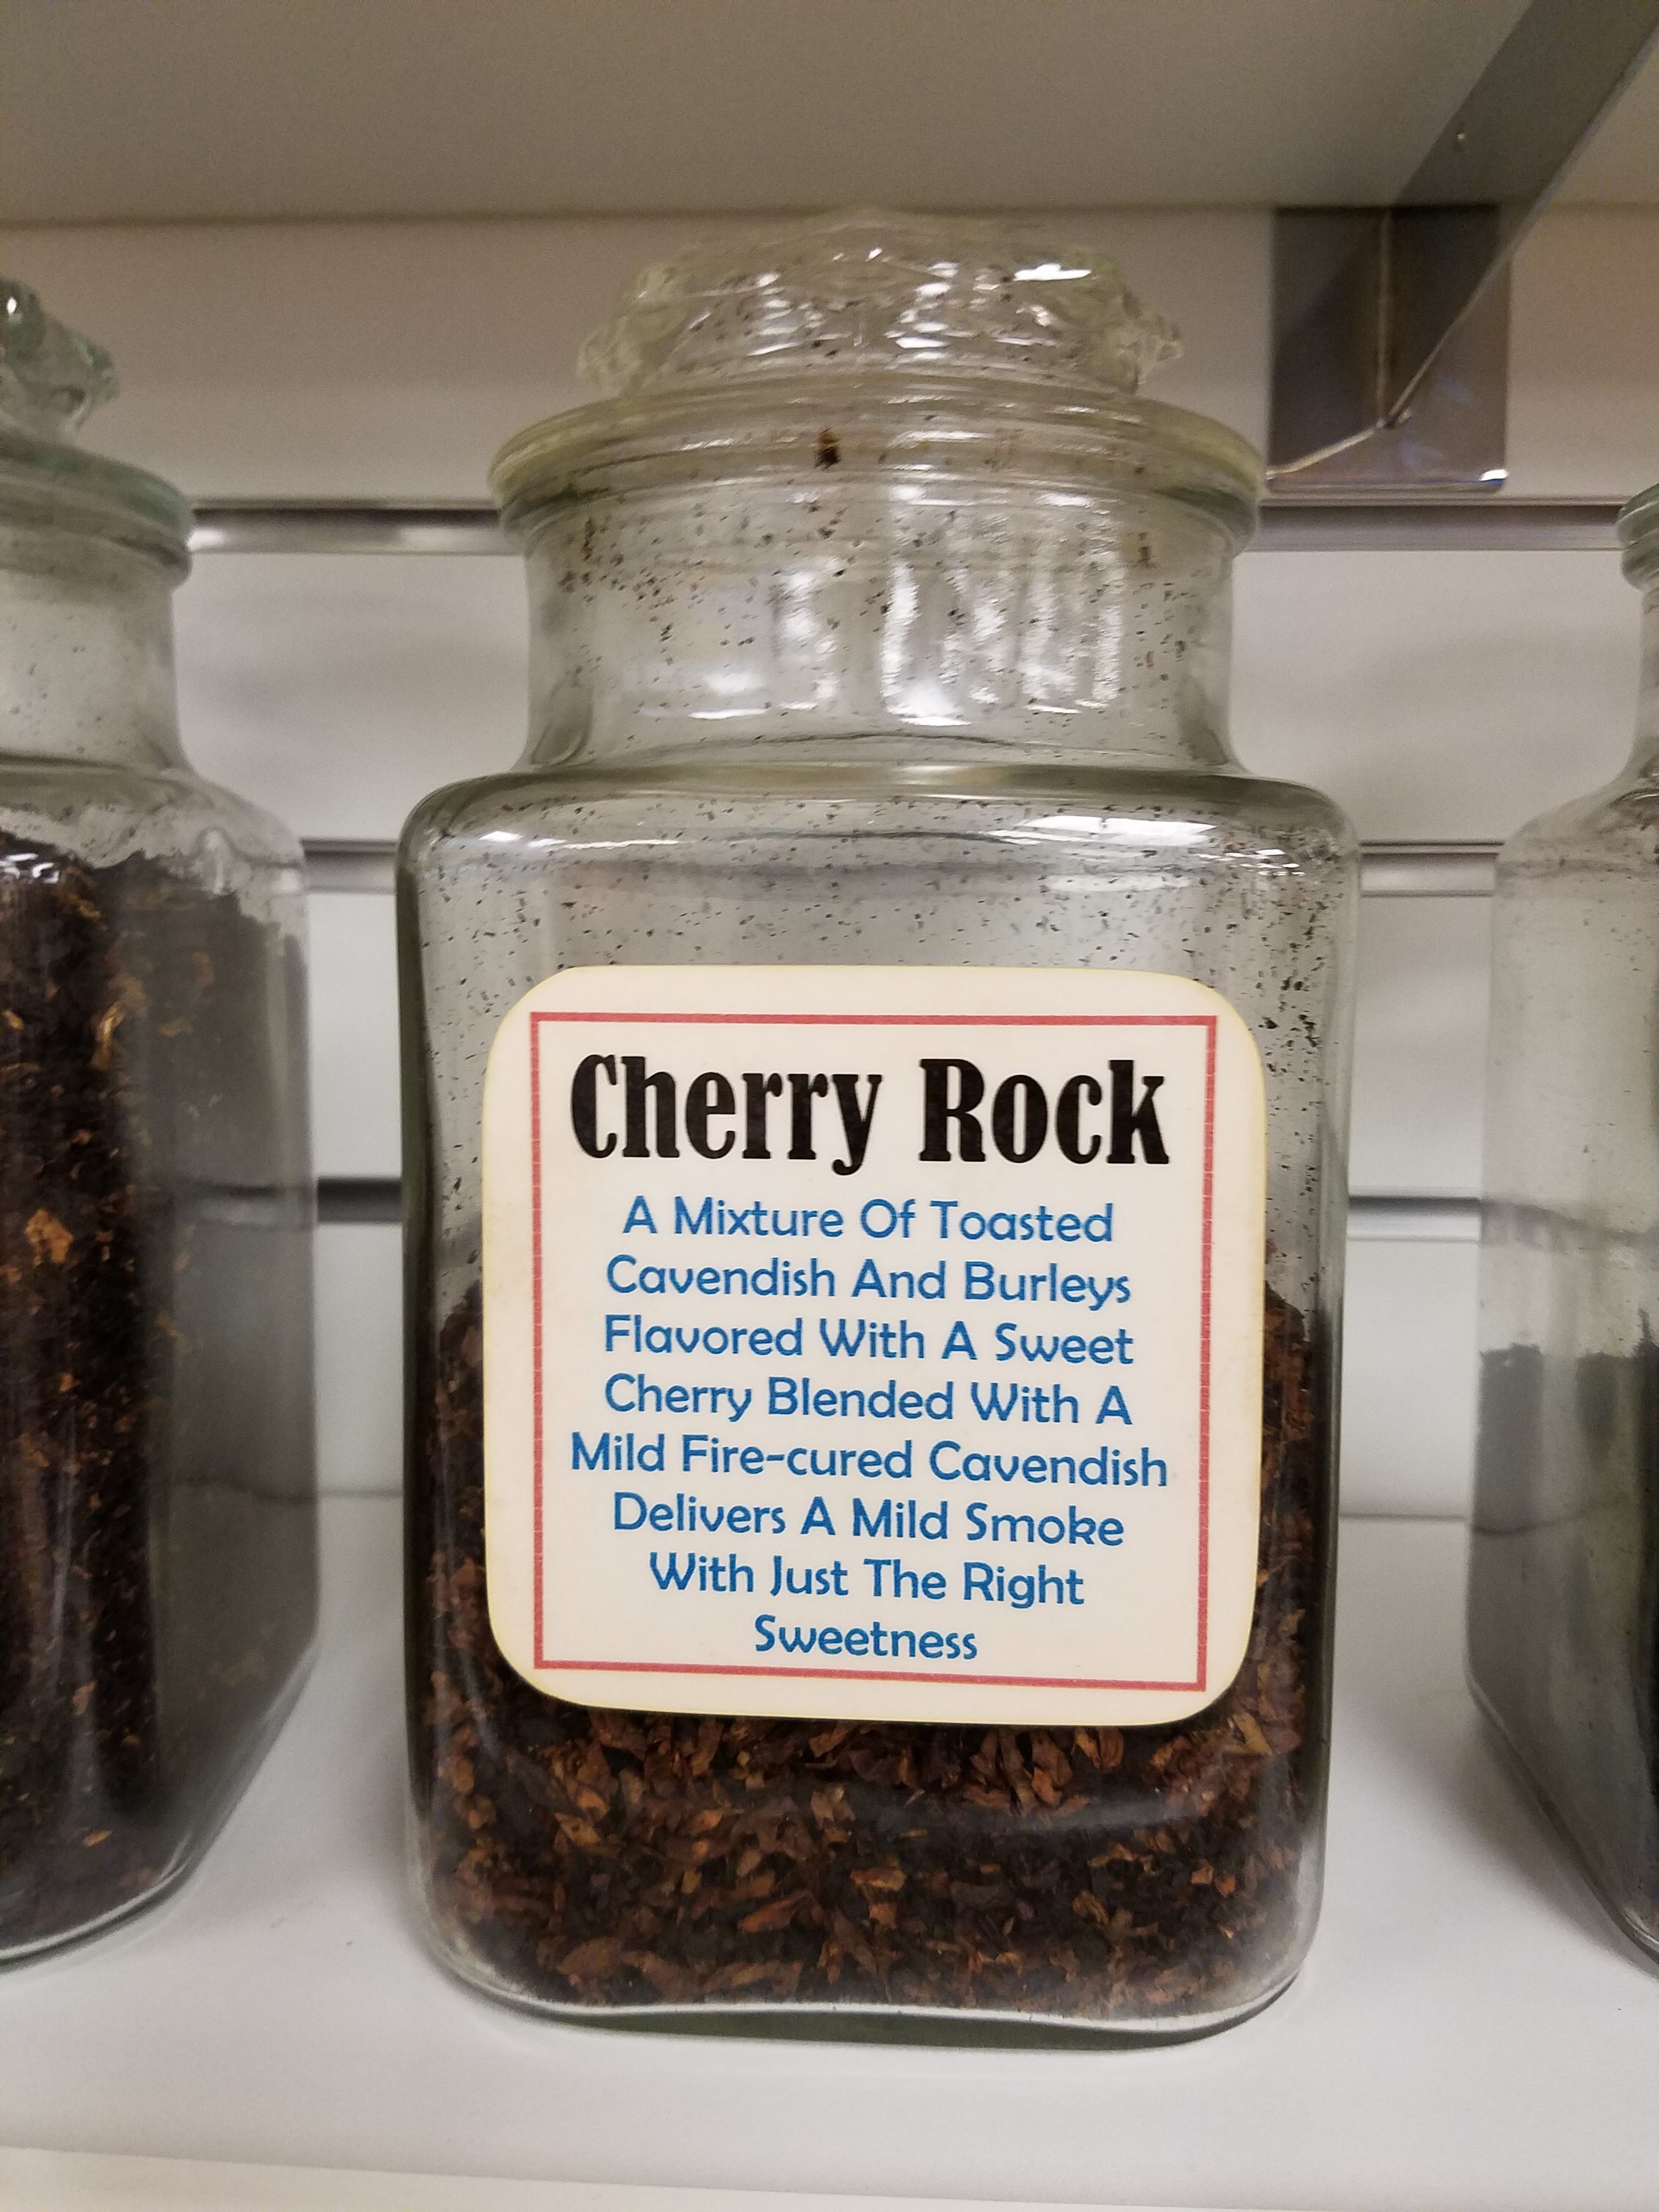 Cherry Rock
A Mixture Of Toasted
Cavendish And Burleys
Flavored With A Sweet
Cherry Blended With A
Mild Fire-cured Cavendish
Delivers A Mild Smoke
With Just The Right
Sweetness